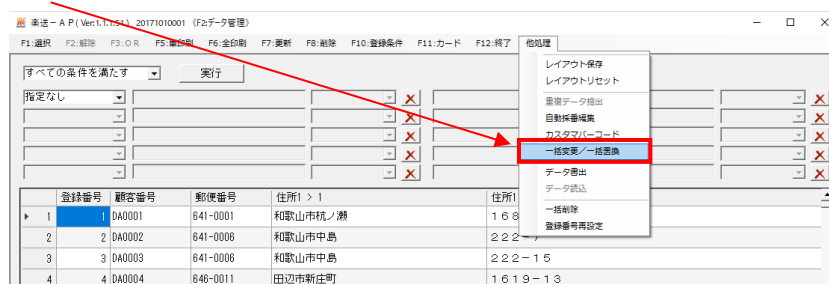 楽送－ＡＰ(Ver:1.1.1.51) 20171010001 《F2:データ管理》
F1:選択 F2:解除 F3:ＯＲ F5:単印刷 F6:全印刷 F7:更新 F8:削除 F10:登録条件 F11:カード F12:終了 他処理
レイアウト保存
レイアウトリセット
重複データ抽出
自動採番編集
カスタマバーコード
一括変更／一括置換
データ書出
データ読込
一括削除
登録番号再設定
すべての条件を満たす 実行
指定なし
登録番号 顧客番号 郵便番号 住所1 > 1 住所1
1 1 DA0001 641-0001 和歌山市杭ノ瀬 １６８
2 2 DA0002 641-0006 和歌山市中島 ２２２－７
3 3 DA0003 641-0006 和歌山市中島 ２２２－１５
4 4 DA0004 646-0011 田辺市新庄町 １６１９－１３